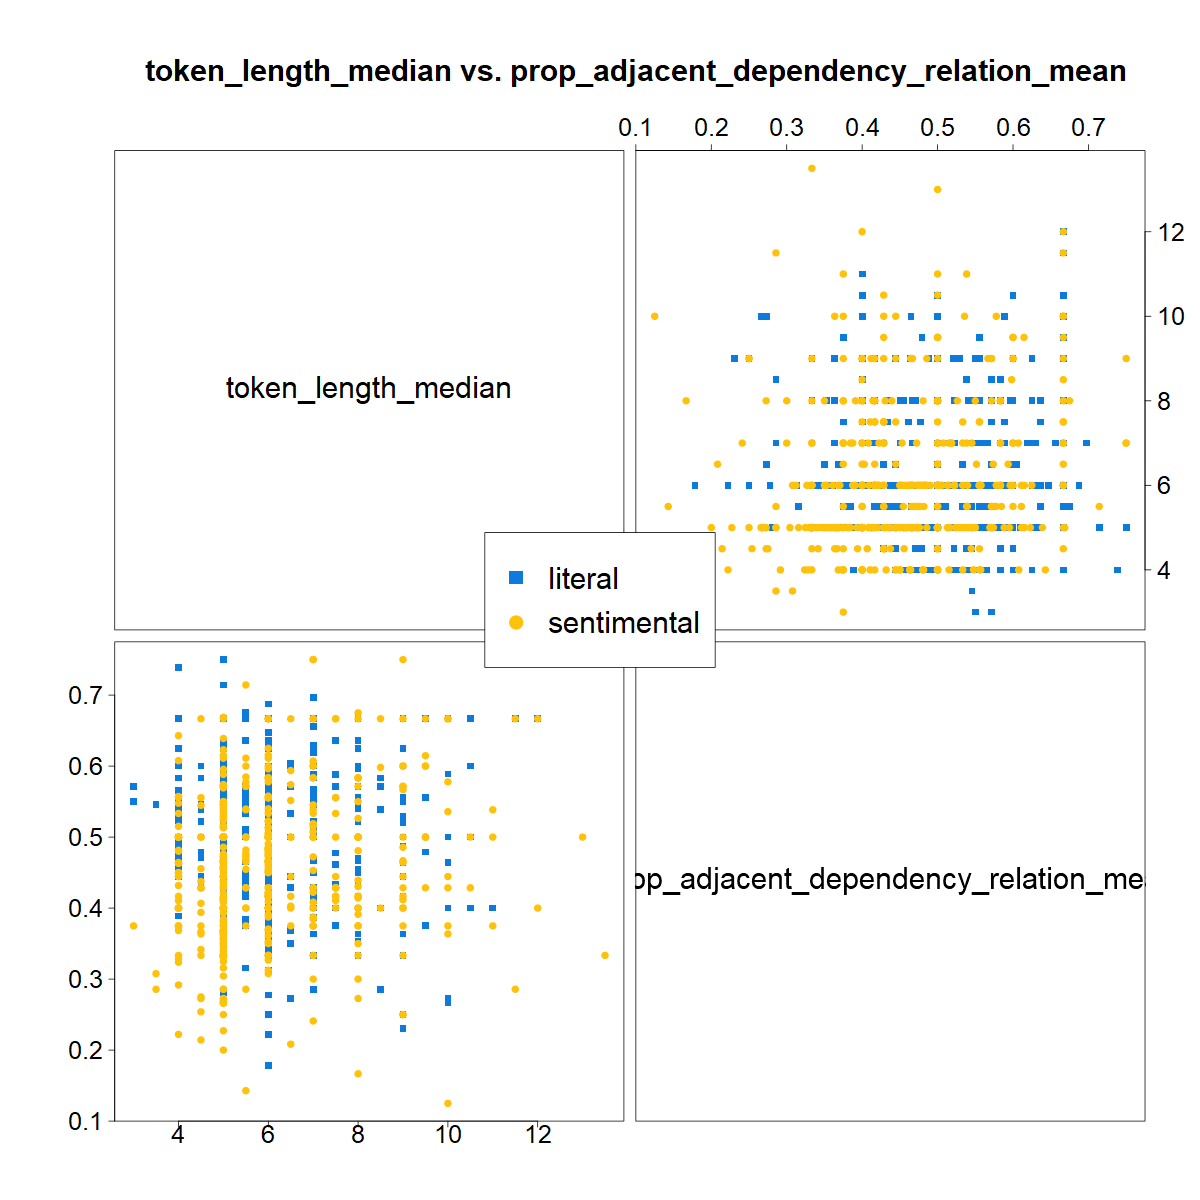 token_length_median vs. prop_adjacent_dependency_relation_mean
0.1 0.2 0.3 0.4 0.5 0.6 0.7
token_length_median
12
10
8
6
4
literal
sentimental
0.7
0.6
0.5
0.4
0.3
0.2
0.1
op_adjacent_dependency_relation_me
4 6 8 10 12